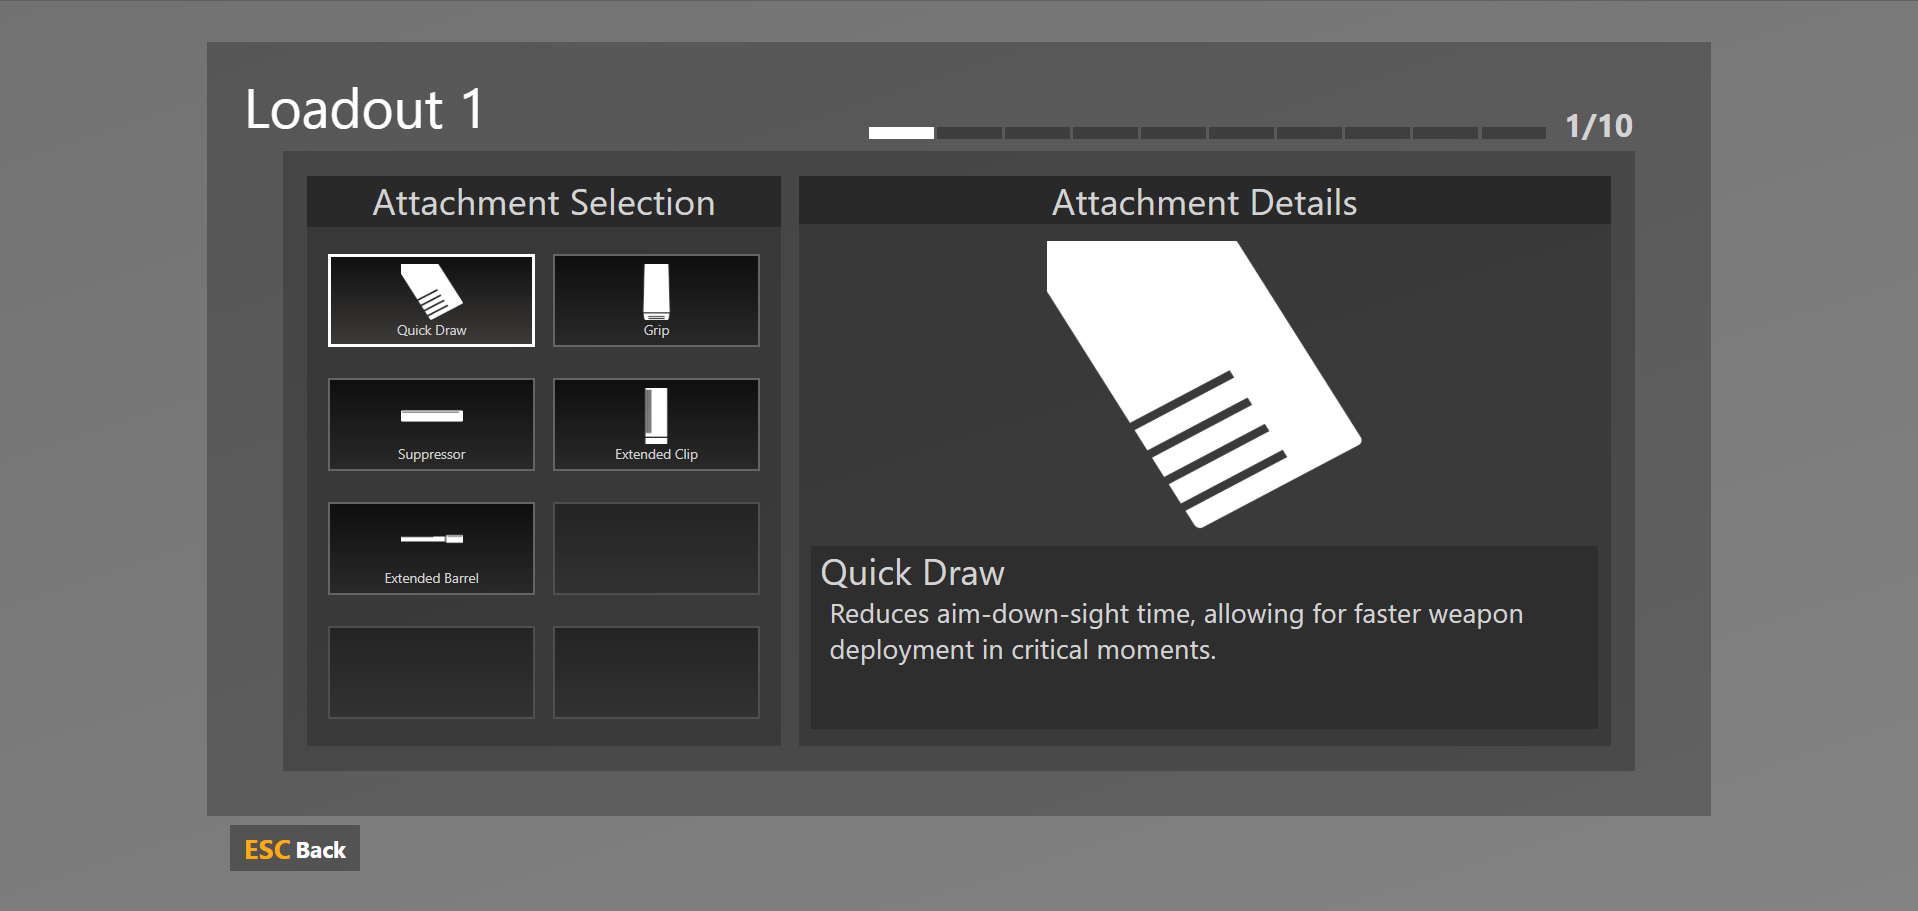 Loadout 1
1/10
Attachment Selection
Quick Draw
Grip
Suppressor
Extended Clip
Extended Barrel
Attachment Details
Quick Draw
Reduces aim-down-sight time, allowing for faster weapon
deployment in critical moments.
ESC Back